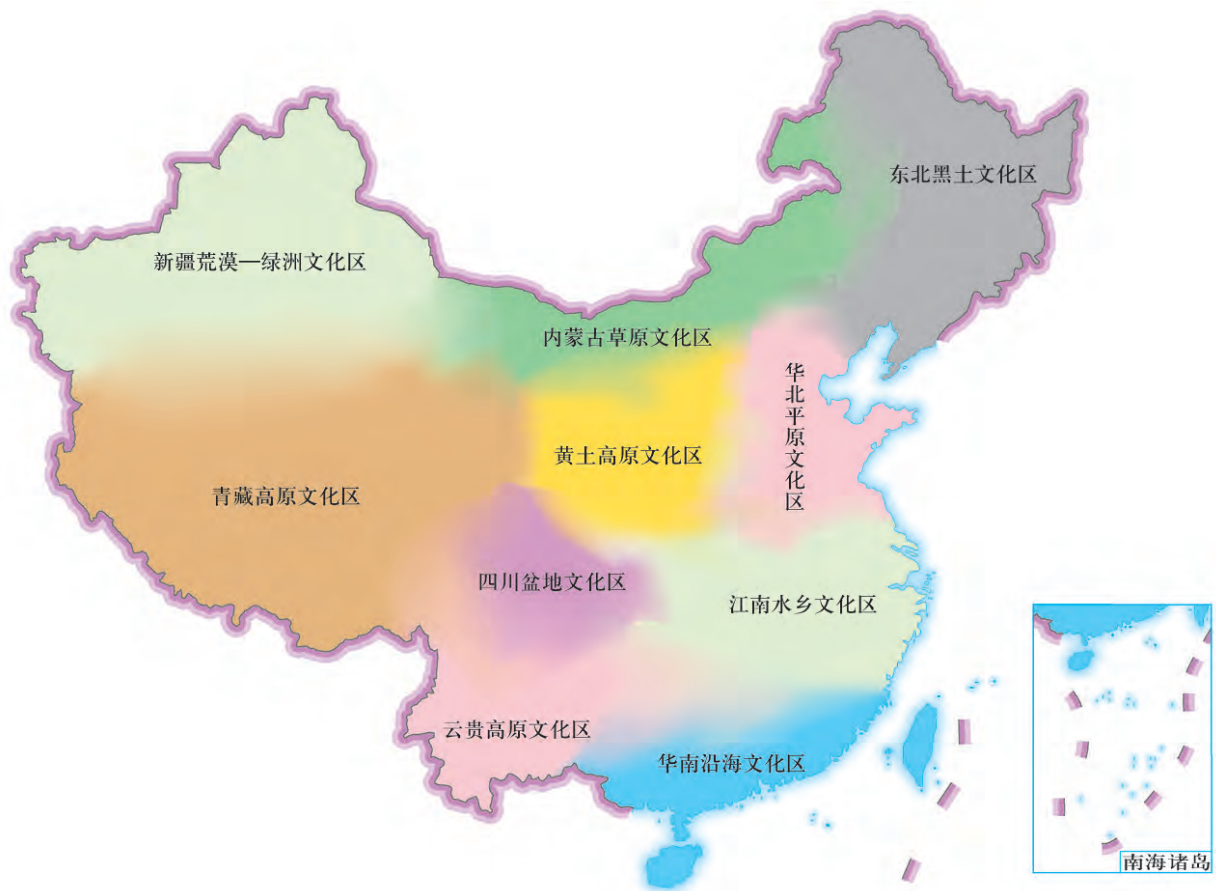 东北黑土文化区
新疆荒漠—绿洲文化区
内蒙古草原文化区
华北平原文化区
黄土高原文化区
青藏高原文化区
四川盆地文化区
江南水乡文化区
云贵高原文化区
华南沿海文化区
南海诸岛